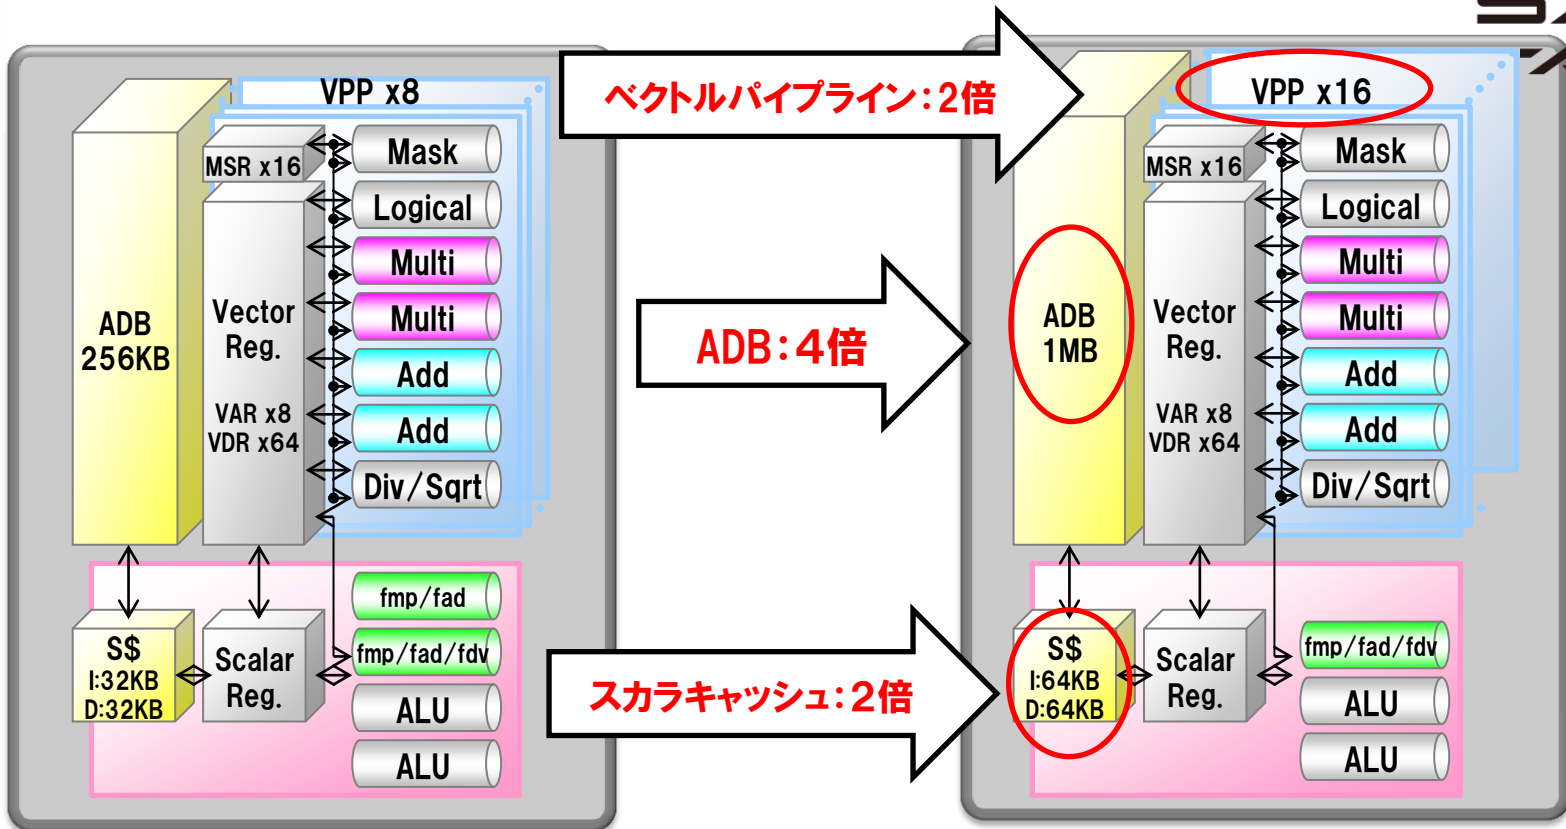 VPP x8
MSR x16
Mask
Logical
Multi
Multi
Add
Add
Div/Sqrt
ADB
256KB
Vector
Reg.
VAR x8
VDR x64
fmp/fad
fmp/fad/fdv
ALU
ALU
S$
I:32KB
D:32KB
Scalar
Reg.
ベクトルパイプライン:2倍
ADB:4倍
スカラキャッシュ:2倍
VPP x16
MSR x16
Mask
Logical
Multi
Multi
Add
Add
Div/Sqrt
ADB
1MB
Vector
Reg.
VAR x8
VDR x64
fmp/fad/fdv
ALU
ALU
S$
I:64KB
D:64KB
Scalar
Reg.